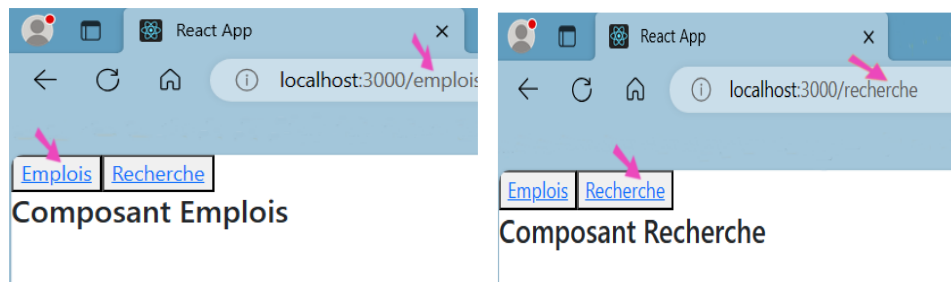 React App
localhost:3000/emplois
Emplois Recherche
Composant Emplois
React App
localhost:3000/recherche
Emplois Recherche
Composant Recherche